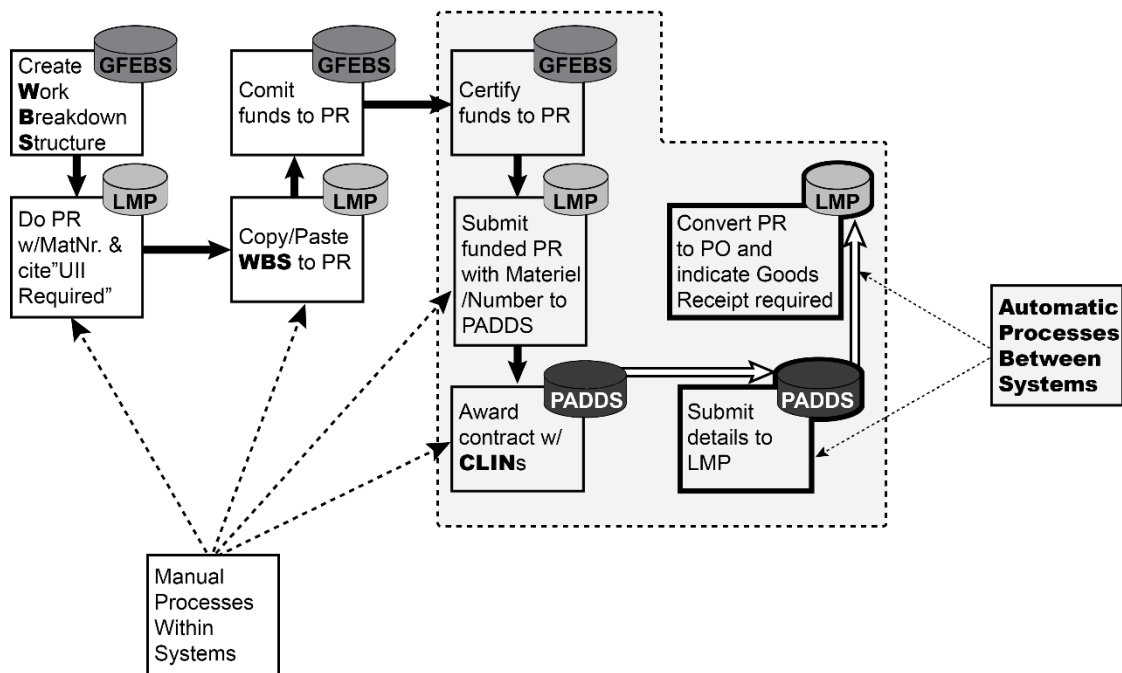 GFEBS
Create
Work
Breakdown
Structure
LMP
Do PR
w/MatNr. &
cite”UII
Required”
GFEBS
Comit
funds to PR
LMP
Copy/Paste
WBS to PR
GFEBS
Certify
funds to PR
LMP
Submit
funded PR
with Materiel
/Number to
PADDS
PADDS
Award
contract w/
CLINs
PADDS
Submit
details to
LMP
LMP
Convert PR
to PO and
indicate Goods
Receipt required
Automatic
Processes
Between
Systems
Manual
Processes
Within
Systems